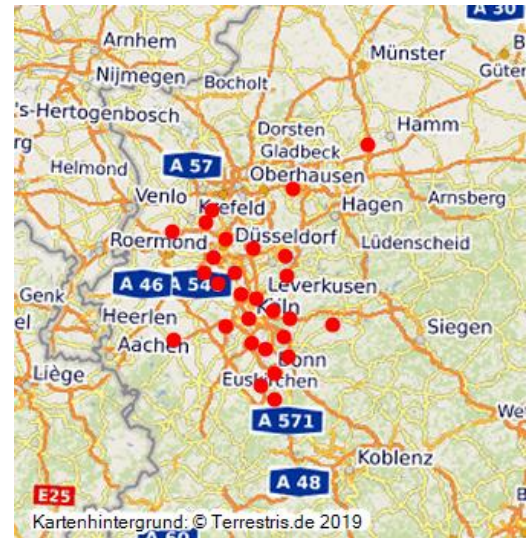 A 30
Arnhem
Münster
Nijmegen
Bocholt
Güter
's-Hertogenbosch
Hamm
Dorsten
Gladbeck
A 57
Helmond
Oberhausen
Venlo
Krefeld
Hagen
Arnsberg
Roermond
Düsseldorf
Lüdenscheid
A 46
A 54
Leverkusen
Genk
Köln
Heerlen
Siegen
Aachen
Bonn
Liège
Euskirchen
A 571
Wet
Koblenz
A 48
E25
Kartenhintergrund: © Terrestris.de 2019
A 60